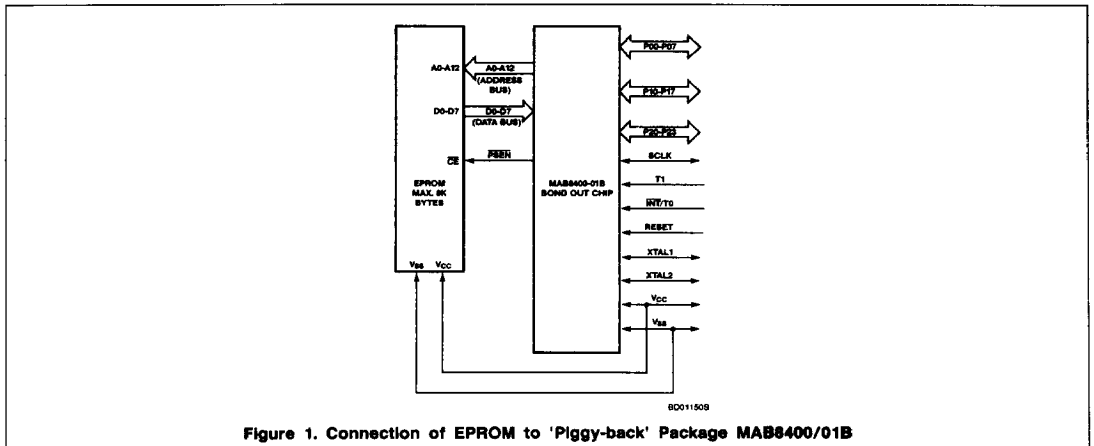 A0-A12
A0-A12
(ADDRESS
BUS)
D0-D7
D0-D7
(DATA BUS)
CE
PSEN
EPROM
MAX. 8K
BYTES
VSS VCC
MAB8400-01B
BOND OUT CHIP
P00-P07
P10-P17
P20-P23
SCLK
T1
INT/T0
RESET
XTAL1
XTAL2
VCC
VSS
BD01150S
Figure 1. Connection of EPROM to 'Piggy-back' Package MAB8400/01B